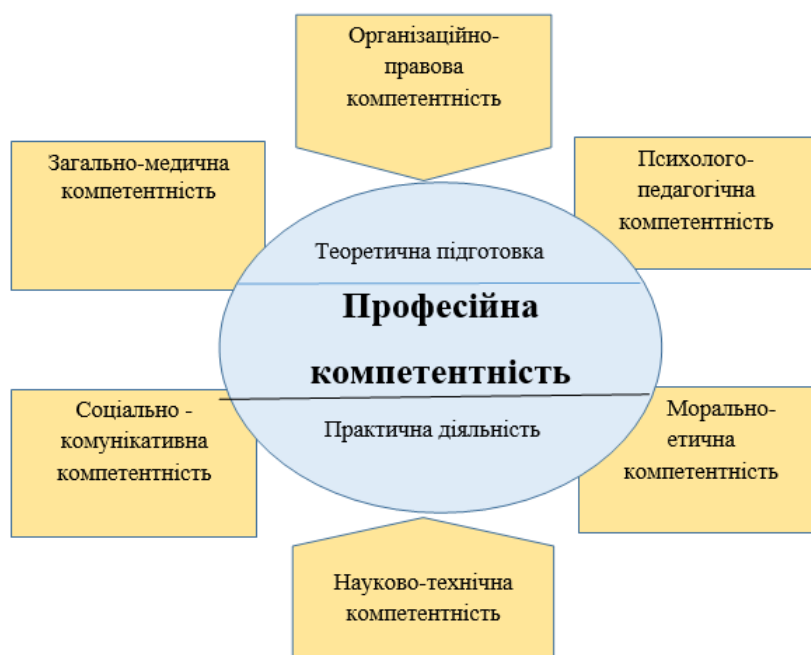 Організаційно-
правова
компетентність
Загально-медична
компетентність
Психолого-
педагогічна
компетентність
Теоретична підготовка
Професійна
компетентність
Практична діяльність
Соціально -
комунікативна
компетентність
Морально-
етична
компетентність
Науково-технічна
компетентність